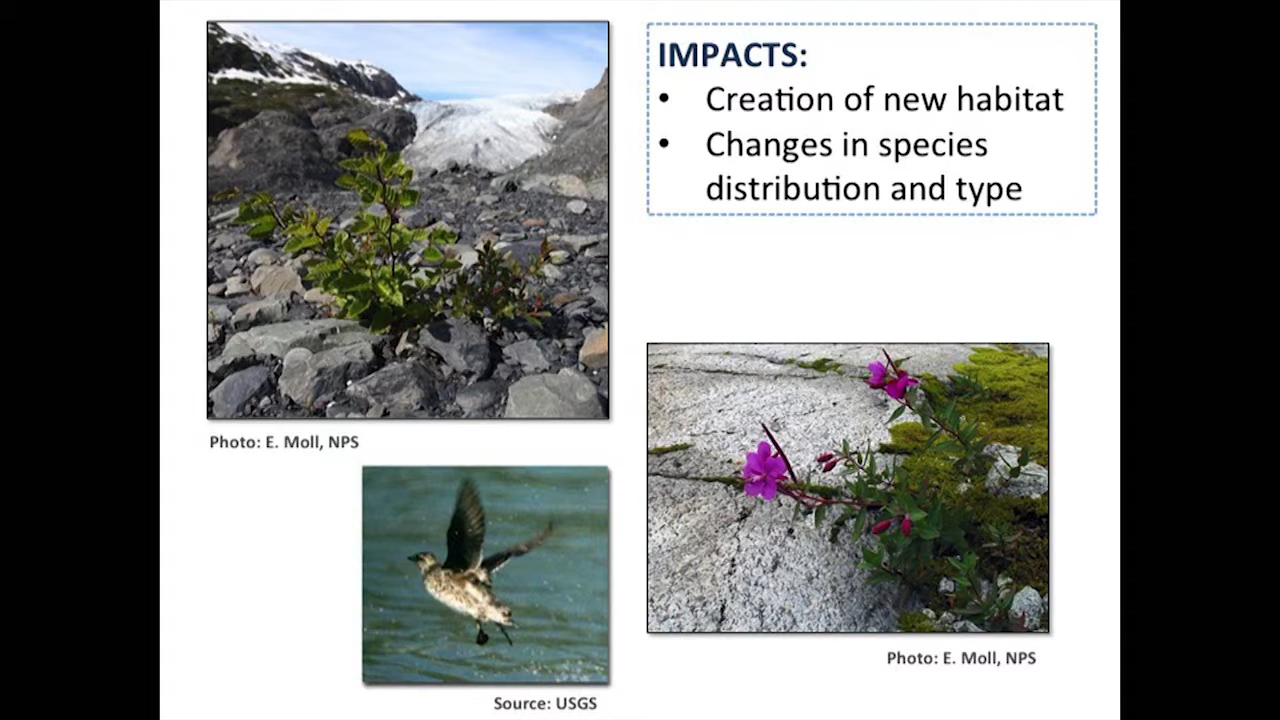 IMPACTS:
• Creation of new habitat
• Changes in species
distribution and type
Photo: E. Moll, NPS
Source: USGS
Photo: E. Moll, NPS